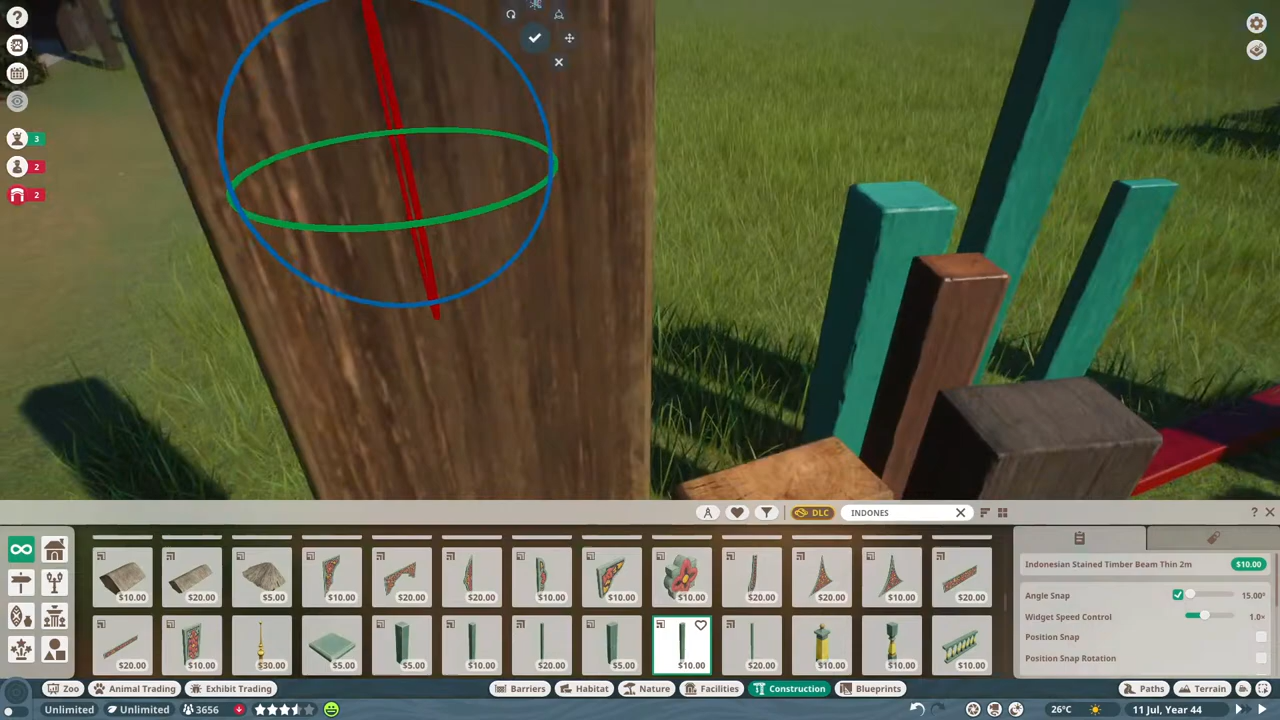 3
2
2
DLC
INDONES
$10.00 $20.00 $5.00 $10.00 $20.00 $10.00 $10.00 $10.00 $10.00 $20.00 $20.00 $10.00 $20.00
$20.00 $10.00 $30.00 $5.00 $5.00 $10.00 $20.00 $5.00 $10.00 $20.00 $10.00 $10.00 $10.00
Indonesian Stained Timber Beam Thin 2m $10.00
Angle Snap 15.00°
Widget Speed Control 1.0×
Position Snap
Position Snap Rotation
Zoo Animal Trading Exhibit Trading Barriers Habitat Nature Facilities Construction Blueprints Paths Terrain
Unlimited Unlimited 3656 26°C 11 Jul, Year 44